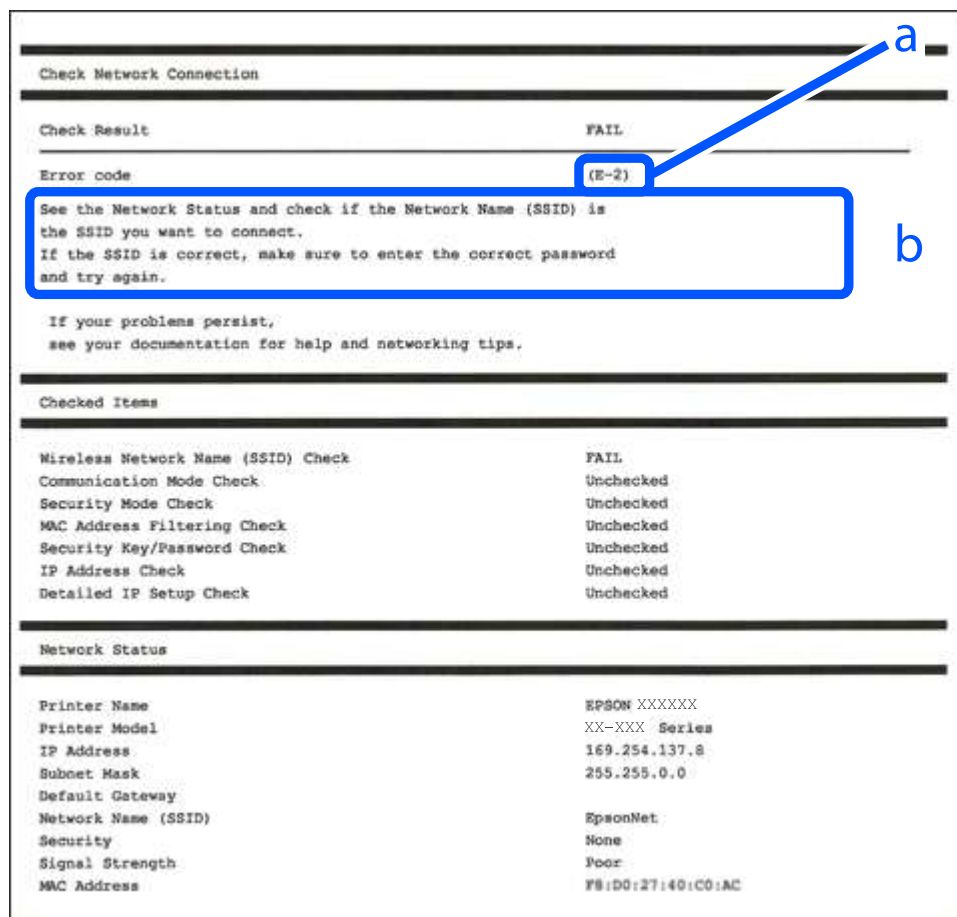 a
Check Network Connection
Check Result FAIL
Error code (E-2)
See the Network Status and check if the Network Name (SSID) is
the SSID you want to connect.
If the SSID is correct, make sure to enter the correct password
and try again.
b
If your problems persist,
see your documentation for help and networking tips.
Checked Items
Wireless Network Name (SSID) Check FAIL
Communication Mode Check Unchecked
Security Mode Check Unchecked
MAC Address Filtering Check Unchecked
Security Key/Password Check Unchecked
IP Address Check Unchecked
Detailed IP Setup Check Unchecked
Network Status
Printer Name EPSON XXXXXX
Printer Model XX-XXX Series
IP Address 169.254.137.8
Subnet Mask 255.255.0.0
Default Gateway
Network Name (SSID) EpsonNet
Security None
Signal Strength Poor
MAC Address F8:D0:27:40:C0:AC